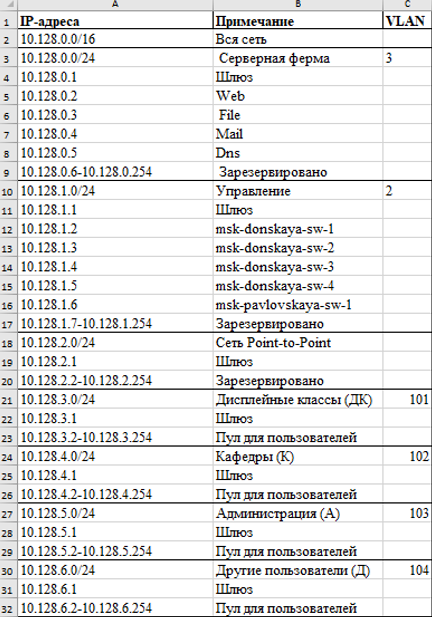 A B C
1 IP-адреса Примечание VLAN
2 10.128.0.0/16 Вся сеть
3 10.128.0.0/24 Серверная ферма 3
4 10.128.0.1 Шлюз
5 10.128.0.2 Web
6 10.128.0.3 File
7 10.128.0.4 Mail
8 10.128.0.5 Dns
9 10.128.0.6-10.128.0.254 Зарезервировано
10 10.128.1.0/24 Управление 2
11 10.128.1.1 Шлюз
12 10.128.1.2 msk-donskaya-sw-1
13 10.128.1.3 msk-donskaya-sw-2
14 10.128.1.4 msk-donskaya-sw-3
15 10.128.1.5 msk-donskaya-sw-4
16 10.128.1.6 msk-pavlovskaya-sw-1
17 10.128.1.7-10.128.1.254 Зарезервировано
18 10.128.2.0/24 Сеть Point-to-Point
19 10.128.2.1 Шлюз
20 10.128.2.2-10.128.2.254 Зарезервировано
21 10.128.3.0/24 Дисплейные классы (ДК) 101
22 10.128.3.1 Шлюз
23 10.128.3.2-10.128.3.254 Пул для пользователей
24 10.128.4.0/24 Кафедры (К) 102
25 10.128.4.1 Шлюз
26 10.128.4.2-10.128.4.254 Пул для пользователей
27 10.128.5.0/24 Администрация (А) 103
28 10.128.5.1 Шлюз
29 10.128.5.2-10.128.5.254 Пул для пользователей
30 10.128.6.0/24 Другие пользователи (Д) 104
31 10.128.6.1 Шлюз
32 10.128.6.2-10.128.6.254 Пул для пользователей